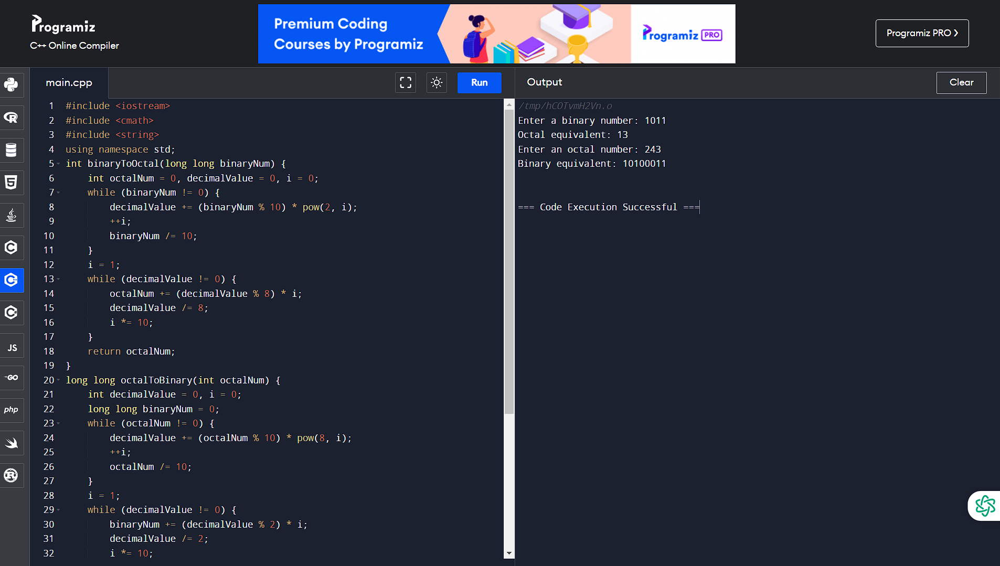 Programiz
C++ Online Compiler
Premium Coding
Courses by Programiz
Programiz PRO
Programiz PRO ❯
main.cpp
Run
Output
Clear
1 #include <iostream>
2 #include <cmath>
3 #include <string>
4 using namespace std;
5 int binaryToOctal(long long binaryNum) {
6     int octalNum = 0, decimalValue = 0, i = 0;
7     while (binaryNum != 0) {
8         decimalValue += (binaryNum % 10) * pow(2, i);
9         ++i;
10         binaryNum /= 10;
11     }
12     i = 1;
13     while (decimalValue != 0) {
14         octalNum += (decimalValue % 8) * i;
15         decimalValue /= 8;
16         i *= 10;
17     }
18     return octalNum;
19 }
20 long long octalToBinary(int octalNum) {
21     int decimalValue = 0, i = 0;
22     long long binaryNum = 0;
23     while (octalNum != 0) {
24         decimalValue += (octalNum % 10) * pow(8, i);
25         ++i;
26         octalNum /= 10;
27     }
28     i = 1;
29     while (decimalValue != 0) {
30         binaryNum += (decimalValue % 2) * i;
31         decimalValue /= 2;
32         i *= 10;
/tmp/hCOTvmH2Vn.o
Enter a binary number: 1011
Octal equivalent: 13
Enter an octal number: 243
Binary equivalent: 10100011
=== Code Execution Successful ===
R
5
C
C++
C#
JS
GO
php
R